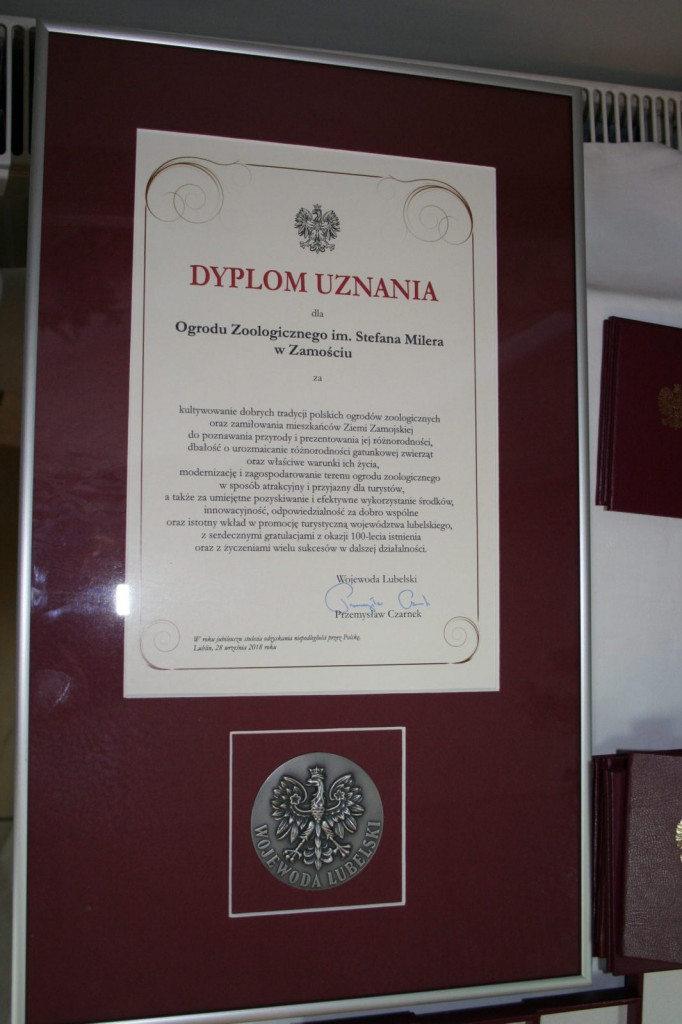 DYPLOM UZNANIA
dla
Ogrodu Zoologicznego im. Stefana Milera
w Zamościu
za
kultywowanie dobrych tradycji polskich ogrodów zoologicznych
oraz zamiłowania mieszkańców Ziemi Zamojskiej
do poznawania przyrody i prezentowania jej różnorodności,
dbałość o urozmaicanie różnorodności gatunkowej zwierząt
oraz właściwe warunki ich życia,
modernizację i zagospodarowanie terenu ogrodu zoologicznego
w sposób atrakcyjny i przyjazny dla turystów,
a także za umiejętne pozyskiwanie i efektywne wykorzystanie środków,
innowacyjność, odpowiedzialność za dobro wspólne
oraz istotny wkład w promocję turystyczną województwa lubelskiego,
z serdecznymi gratulacjami z okazji 100-lecia istnienia
oraz z życzeniami wielu sukcesów w dalszej działalności.
Wojewoda Lubelski
Przemysław Czarnek
W roku jubileuszu stulecia odzyskania niepodległości przez Polskę
Lublin, 28 września 2018 roku
WOJEWODA LUBELSKI